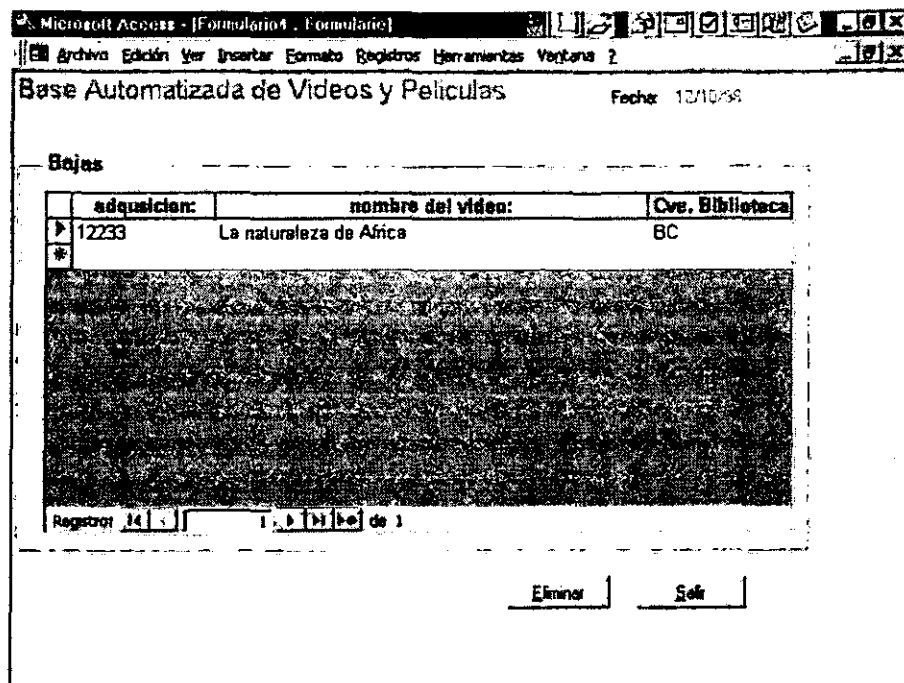 Microsoft Access - [Formulario1 : Formulario]
Archivo Edición Ver Insertar Formato Registros Herramientas Ventana ?
Base Automatizada de Videos y Peliculas
Fecha: 12/10/98
Bajas
adqusicion: nombre del video: Cve. Biblioteca
12233 La naturaleza de Africa BC
Registro: 1 de 1
Eliminar Salir